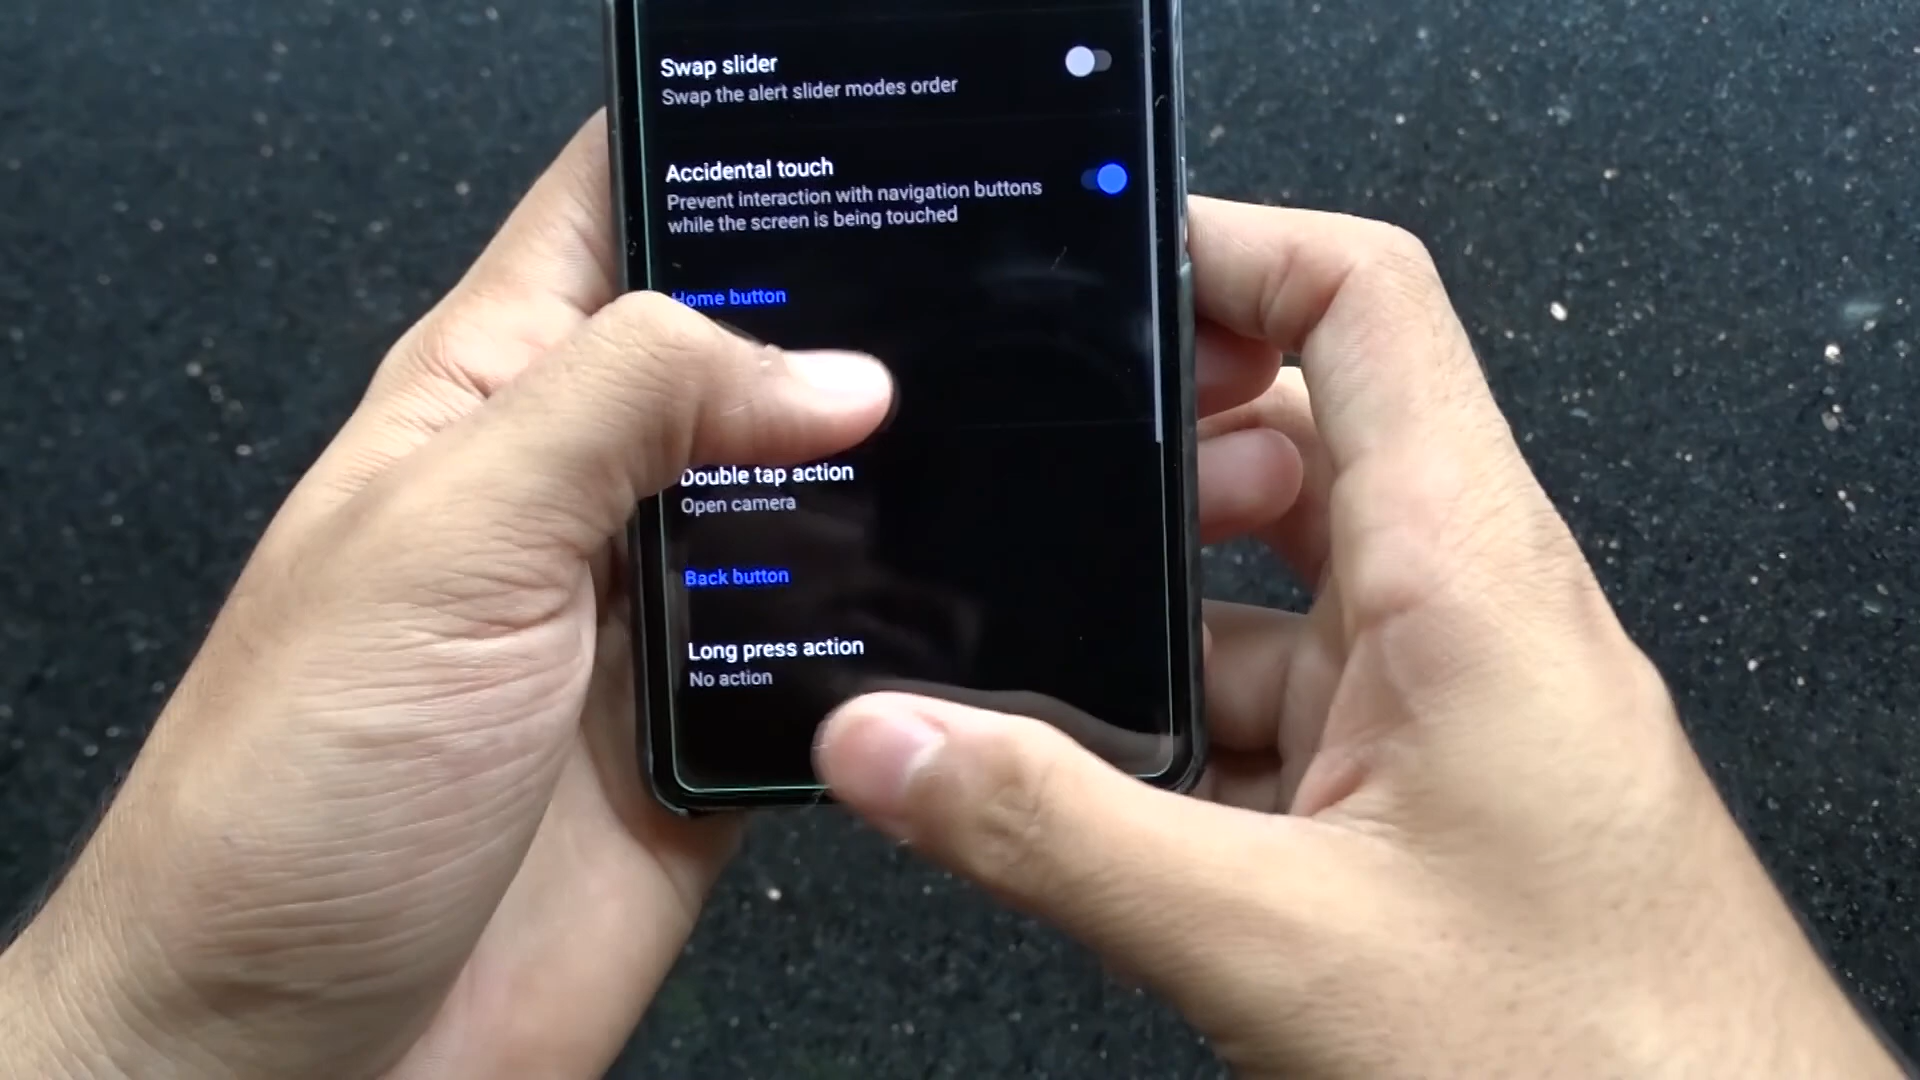 Swap slider
Swap the alert slider modes order
Accidental touch
Prevent interaction with navigation buttons
while the screen is being touched
Home button
Double tap action
Open camera
Back button
Long press action
No action